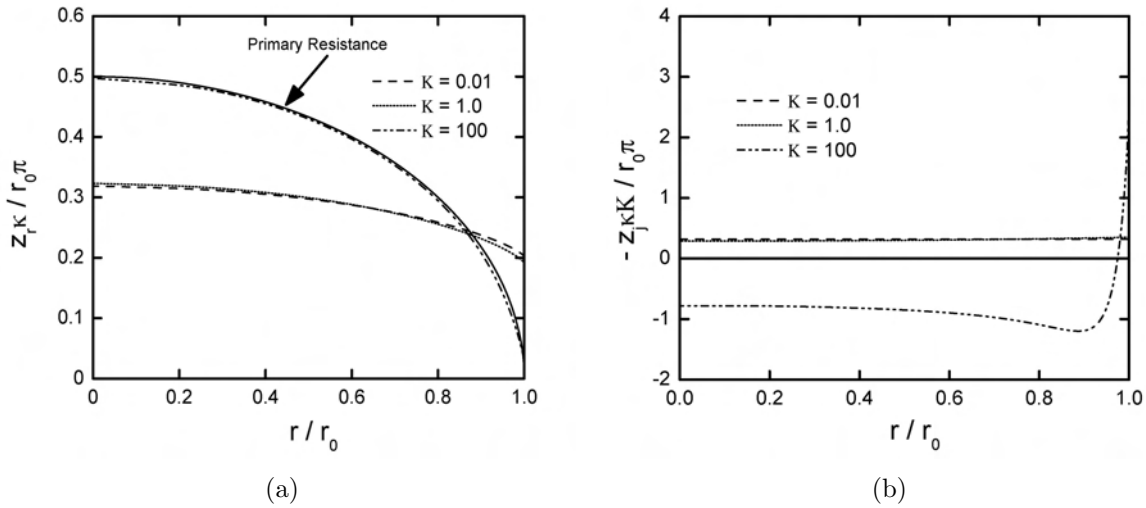 0.6
0.5
0.4
0.3
0.2
0.1
0
0
0.2
0.4
0.6
0.8
1.0
z_r κ / r_0 π
r / r_0
Primary Resistance
K = 0.01
K = 1.0
K = 100
(a)
4
3
2
1
0
-1
-2
0.0
0.2
0.4
0.6
0.8
1.0
- z_j κK / r_0 π
r / r_0
K = 0.01
K = 1.0
K = 100
(b)